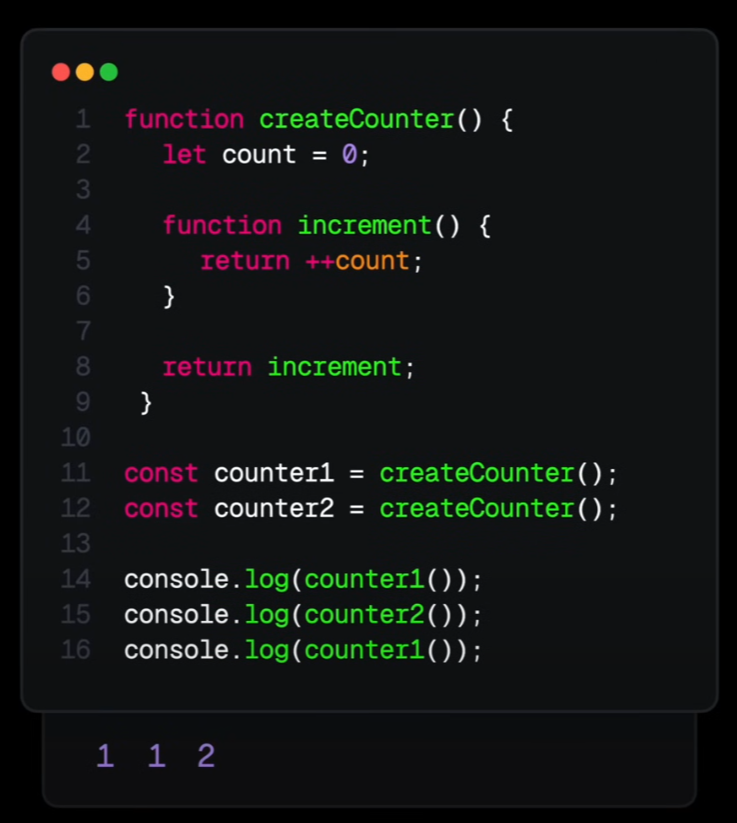 1 function createCounter() {
2 let count = 0;
3
4 function increment() {
5 return ++count;
6 }
7
8 return increment;
9 }
10
11 const counter1 = createCounter();
12 const counter2 = createCounter();
13
14 console.log(counter1());
15 console.log(counter2());
16 console.log(counter1());
1 1 2